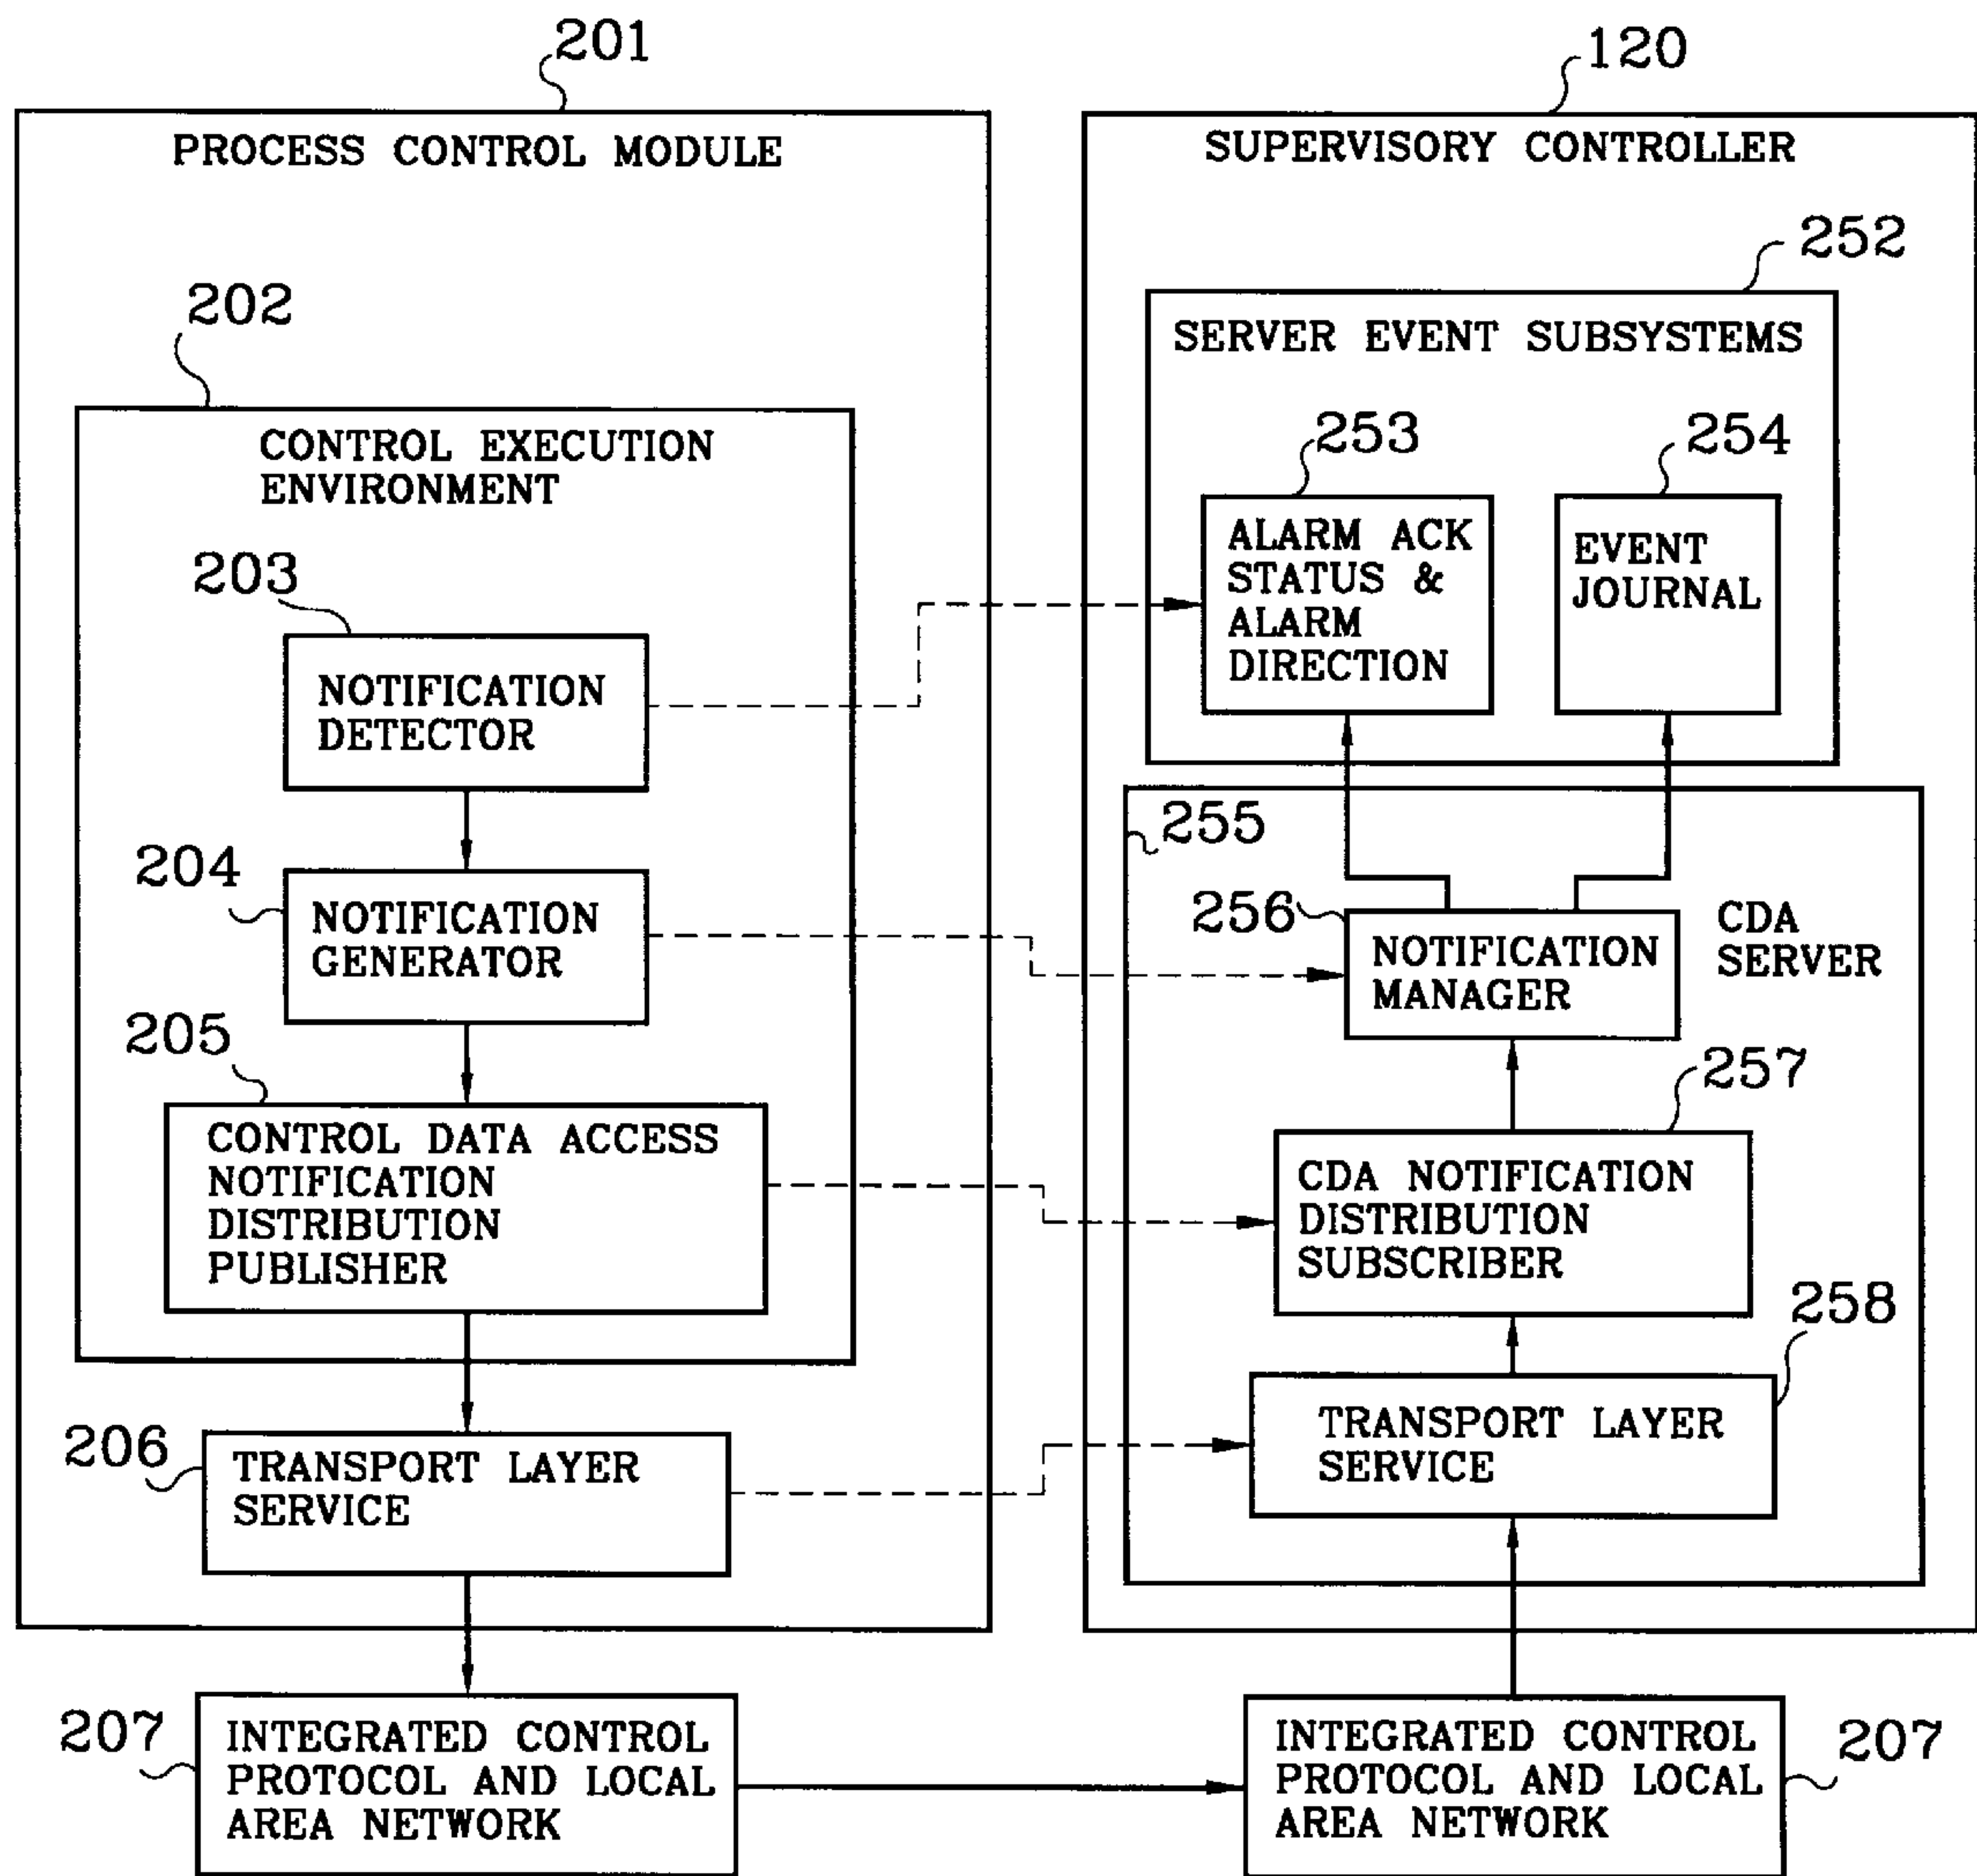 201
PROCESS CONTROL MODULE
202
CONTROL EXECUTION
ENVIRONMENT
203
NOTIFICATION
DETECTOR
204
NOTIFICATION
GENERATOR
205
CONTROL DATA ACCESS
NOTIFICATION
DISTRIBUTION
PUBLISHER
206
TRANSPORT LAYER
SERVICE
207
INTEGRATED CONTROL
PROTOCOL AND LOCAL
AREA NETWORK
120
SUPERVISORY CONTROLLER
252
SERVER EVENT SUBSYSTEMS
253
ALARM ACK
STATUS &
ALARM
DIRECTION
254
EVENT
JOURNAL
255
CDA
SERVER
256
NOTIFICATION
MANAGER
257
CDA NOTIFICATION
DISTRIBUTION
SUBSCRIBER
258
TRANSPORT LAYER
SERVICE
INTEGRATED CONTROL
PROTOCOL AND LOCAL
AREA NETWORK
207